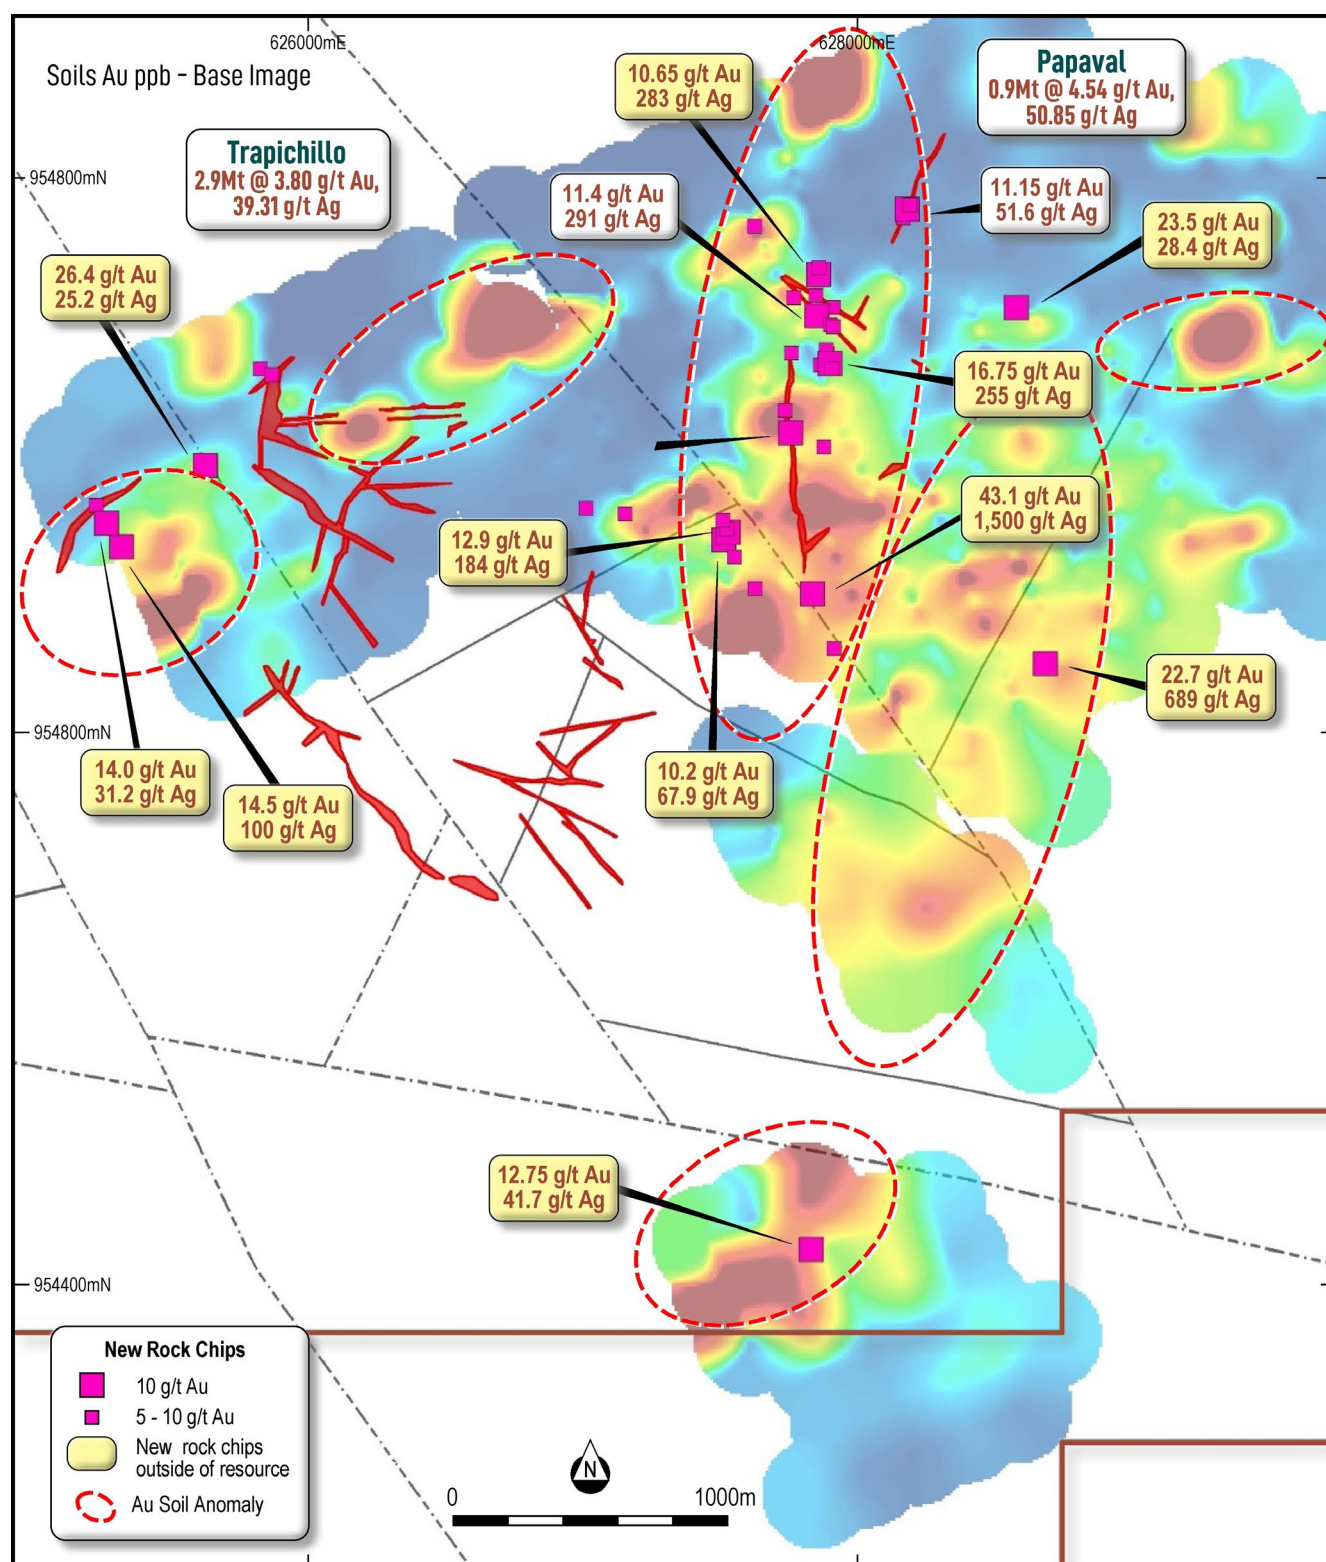 626000mE
628000mE
Soils Au ppb - Base Image
10.65 g/t Au
283 g/t Ag
Papaval
0.9Mt @ 4.54 g/t Au,
50.85 g/t Ag
Trapichillo
2.9Mt @ 3.80 g/t Au,
39.31 g/t Ag
954800mN
11.4 g/t Au
291 g/t Ag
11.15 g/t Au
51.6 g/t Ag
23.5 g/t Au
28.4 g/t Ag
26.4 g/t Au
25.2 g/t Ag
16.75 g/t Au
255 g/t Ag
43.1 g/t Au
1,500 g/t Ag
12.9 g/t Au
184 g/t Ag
22.7 g/t Au
689 g/t Ag
954800mN
14.0 g/t Au
31.2 g/t Ag
14.5 g/t Au
100 g/t Ag
10.2 g/t Au
67.9 g/t Ag
12.75 g/t Au
41.7 g/t Ag
954400mN
New Rock Chips
10 g/t Au
5 - 10 g/t Au
New rock chips
outside of resource
Au Soil Anomaly
N
0 1000m